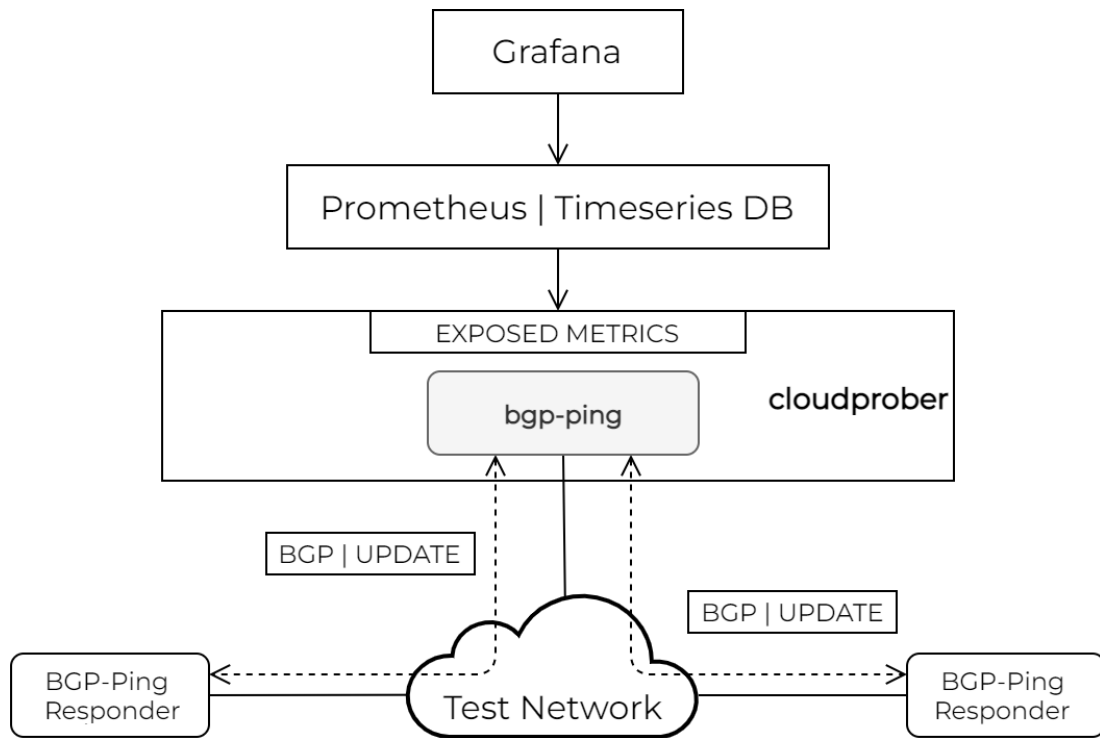 Grafana
Prometheus | Timeseries DB
EXPOSED METRICS
bgp-ping
cloudprober
BGP | UPDATE
BGP | UPDATE
BGP-Ping
Responder
Test Network
BGP-Ping
Responder